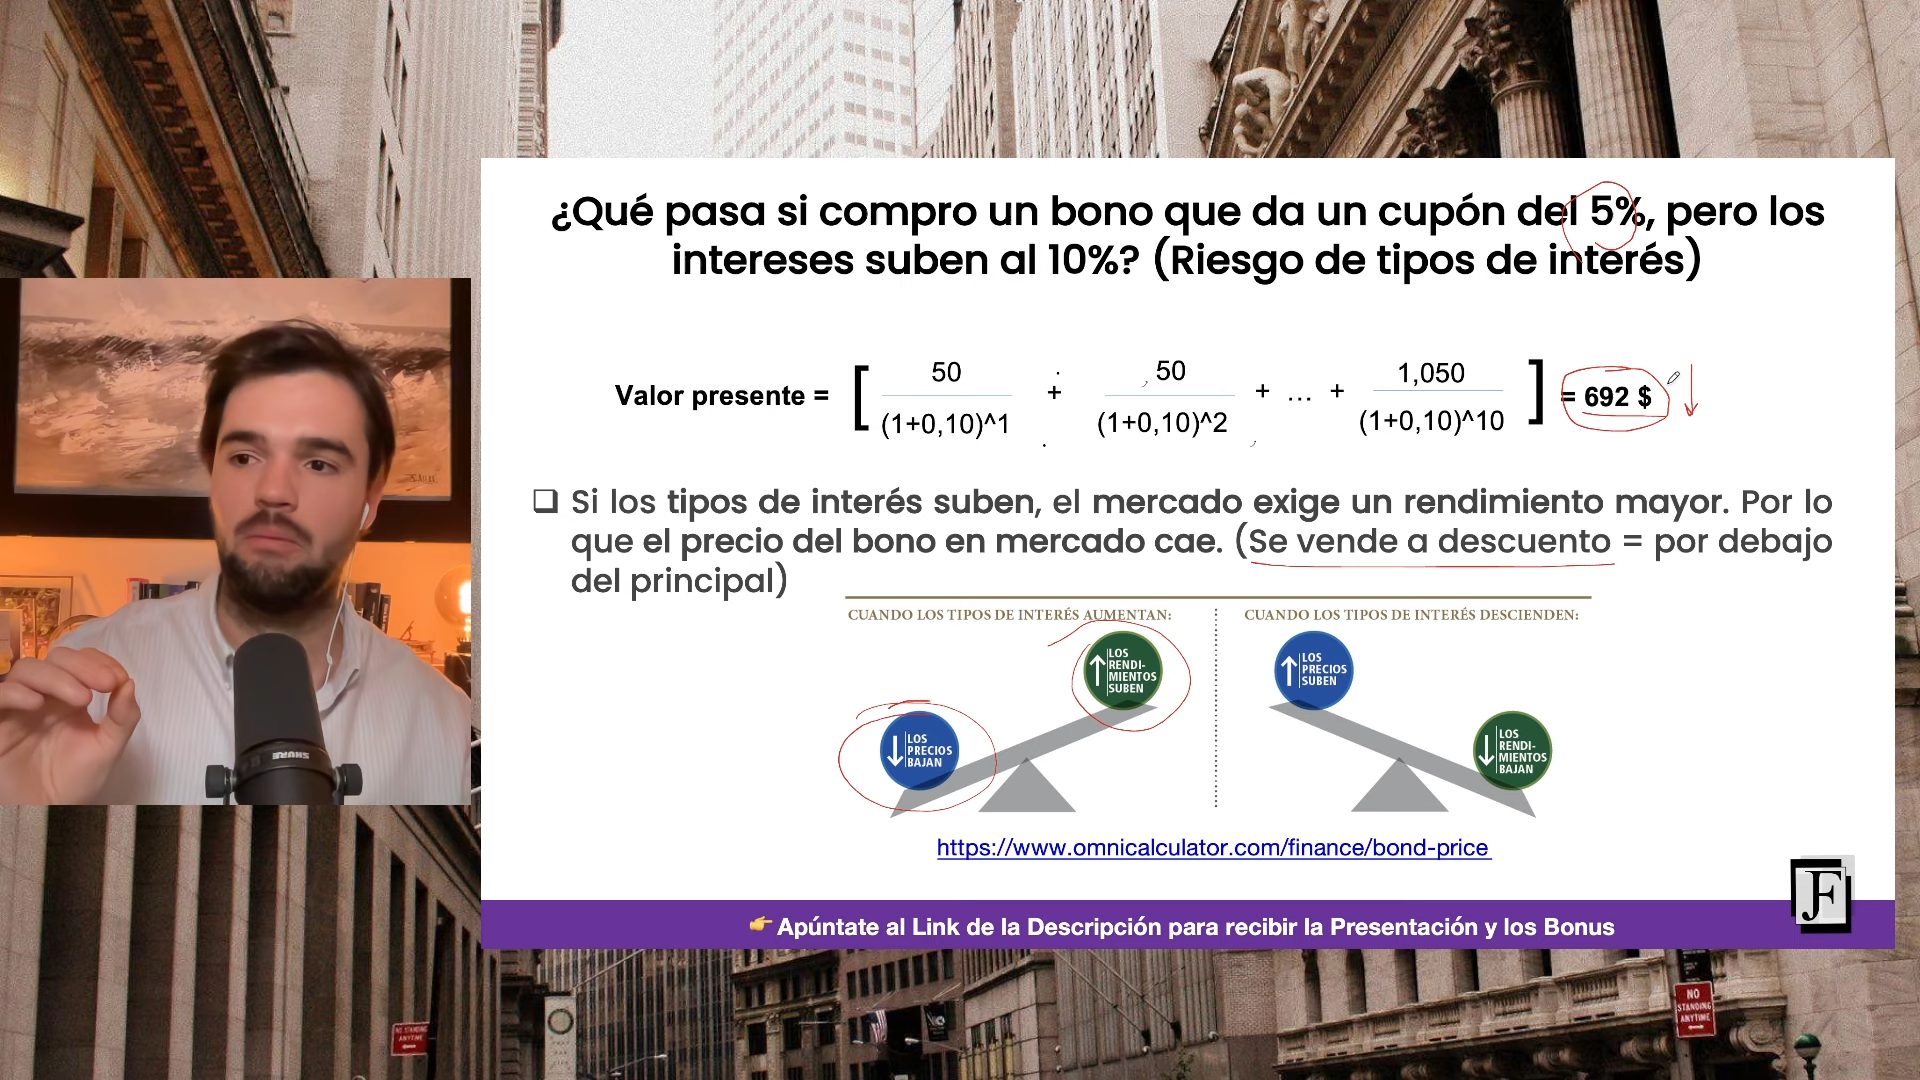 ¿Qué pasa si compro un bono que da un cupón del 5%, pero los
intereses suben al 10%? (Riesgo de tipos de interés)
Valor presente = [ 50 + 50 + ... + 1,050 ] = 692 $
(1+0,10)^1 (1+0,10)^2 (1+0,10)^10
❑ Si los tipos de interés suben, el mercado exige un rendimiento mayor. Por lo
que el precio del bono en mercado cae. (Se vende a descuento = por debajo
del principal)
CUANDO LOS TIPOS DE INTERÉS AUMENTAN:
LOS
RENDI-
MIENTOS
SUBEN
LOS
PRECIOS
BAJAN
CUANDO LOS TIPOS DE INTERÉS DESCIENDEN:
LOS
PRECIOS
SUBEN
LOS
RENDI-
MIENTOS
BAJAN
https://www.omnicalculator.com/finance/bond-price
JF
👉 Apúntate al Link de la Descripción para recibir la Presentación y los Bonus
SHURE
NO STANDING
ANYTIME
NO
STANDING
ANYTIME